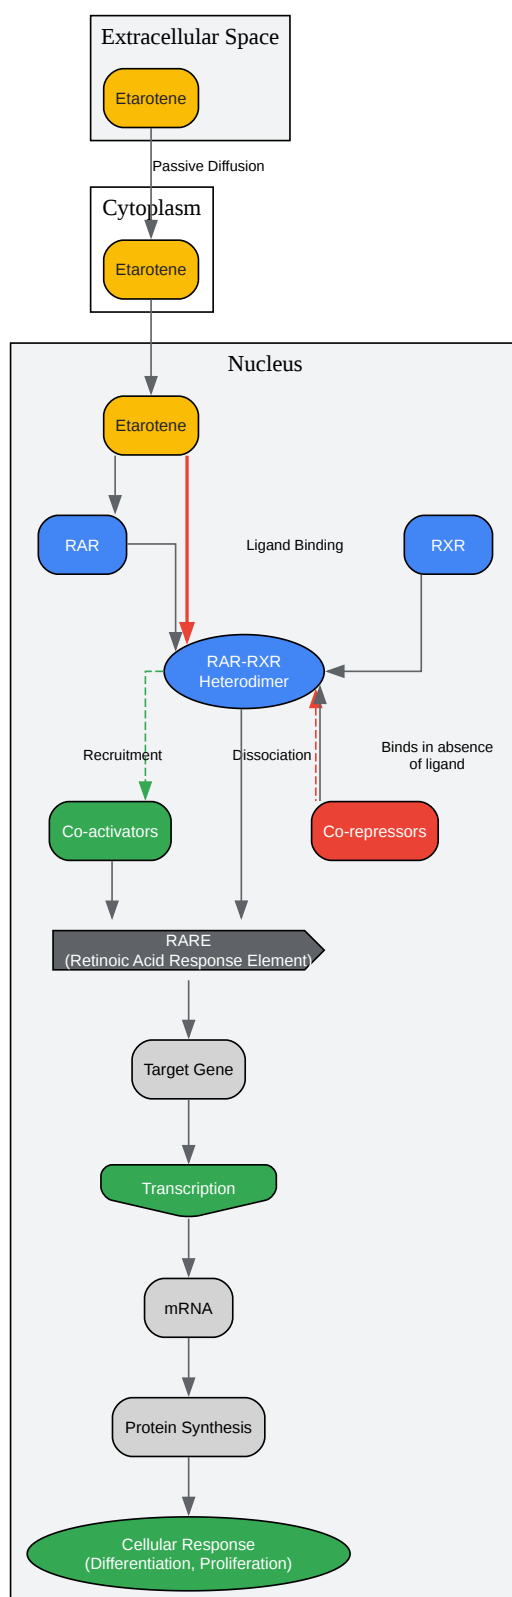 Extracellular Space
Etarotene
Passive Diffusion
Cytoplasm
Etarotene
Nucleus
Etarotene
RAR
Ligand Binding
RXR
RAR-RXR
Heterodimer
Recruitment
Dissociation
Binds in absence
of ligand
Co-activators
Co-repressors
RARE
(Retinoic Acid Response Element)
Target Gene
Transcription
mRNA
Protein Synthesis
Cellular Response
(Differentiation, Proliferation)